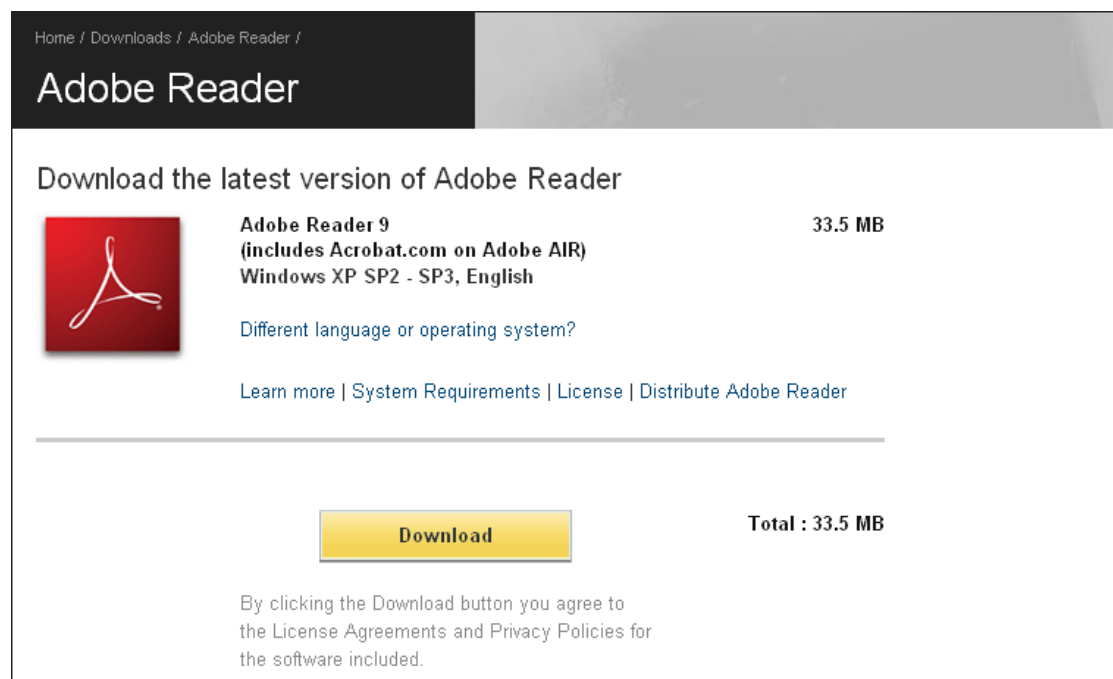 Home / Downloads / Adobe Reader /
Adobe Reader
Download the latest version of Adobe Reader
Adobe Reader 9 33.5 MB
(includes Acrobat.com on Adobe AIR)
Windows XP SP2 - SP3, English
Different language or operating system?
Learn more | System Requirements | License | Distribute Adobe Reader
Download Total : 33.5 MB
By clicking the Download button you agree to
the License Agreements and Privacy Policies for
the software included.